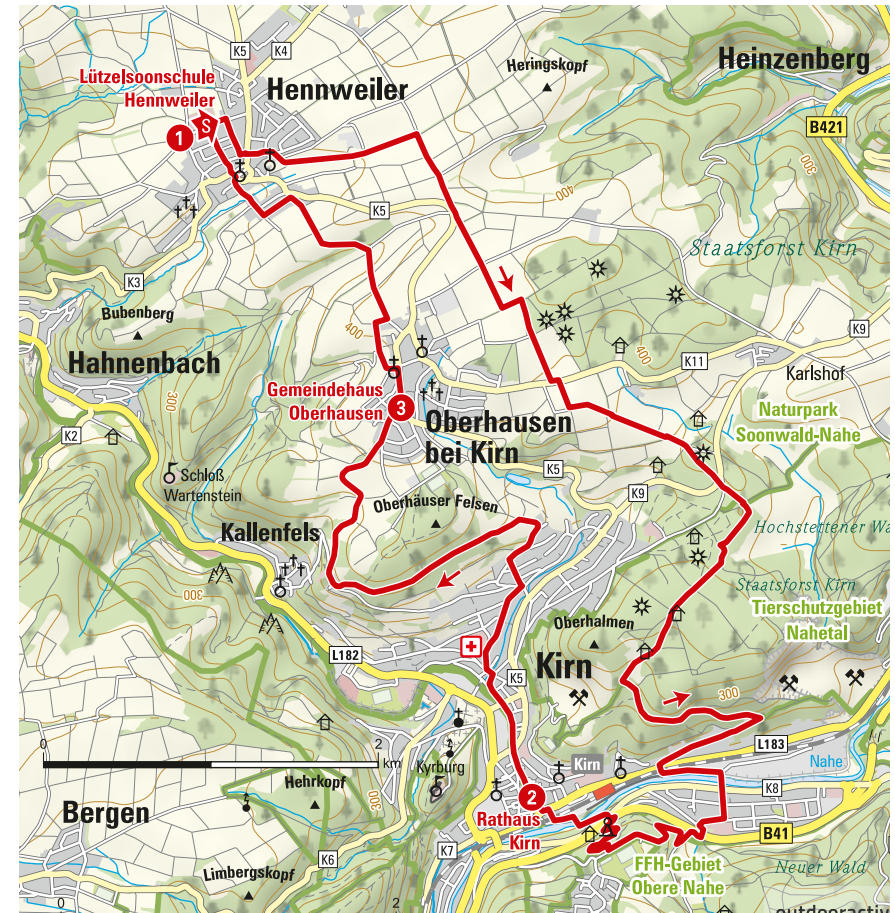 K5
K4
Heringskopf
Heinzenberg
Lützelsoonschule
Hennweiler
Hennweiler
B421
S
1
300
400
K5
K3
Staatsforst Kirn
Bubenberg
400
K9
Hahnenbach
400
K11
Karlshof
300
Gemeindehaus
Oberhausen
3
Oberhausen
bei Kirn
Naturpark
Soonwald-Nahe
K2
K5
Schloß
Wartenstein
K9
Oberhäuser Felsen
Kallenfels
Hochstettener Wa
300
Staatsforst Kirn
Tierschutzgebiet
Nahetal
Oberhalmen
L182
Kirn
K5
300
0
2
km
L183
Kyrburg
Kirn
Nahe
Hehrkopf
300
K8
2
Bergen
Rathaus
Kirn
B41
K7
K6
FFH-Gebiet
Obere Nahe
Neuer Wald
Limbergskopf
0
2
outdooractiv